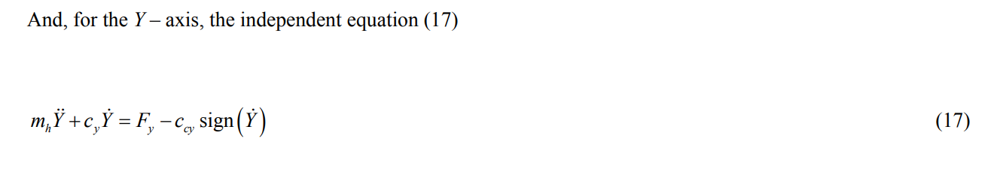 And, for the Y – axis, the independent equation (17)
m_h Ÿ + c_y Ẏ = F_y − c_cy sign(Ẏ) (17)